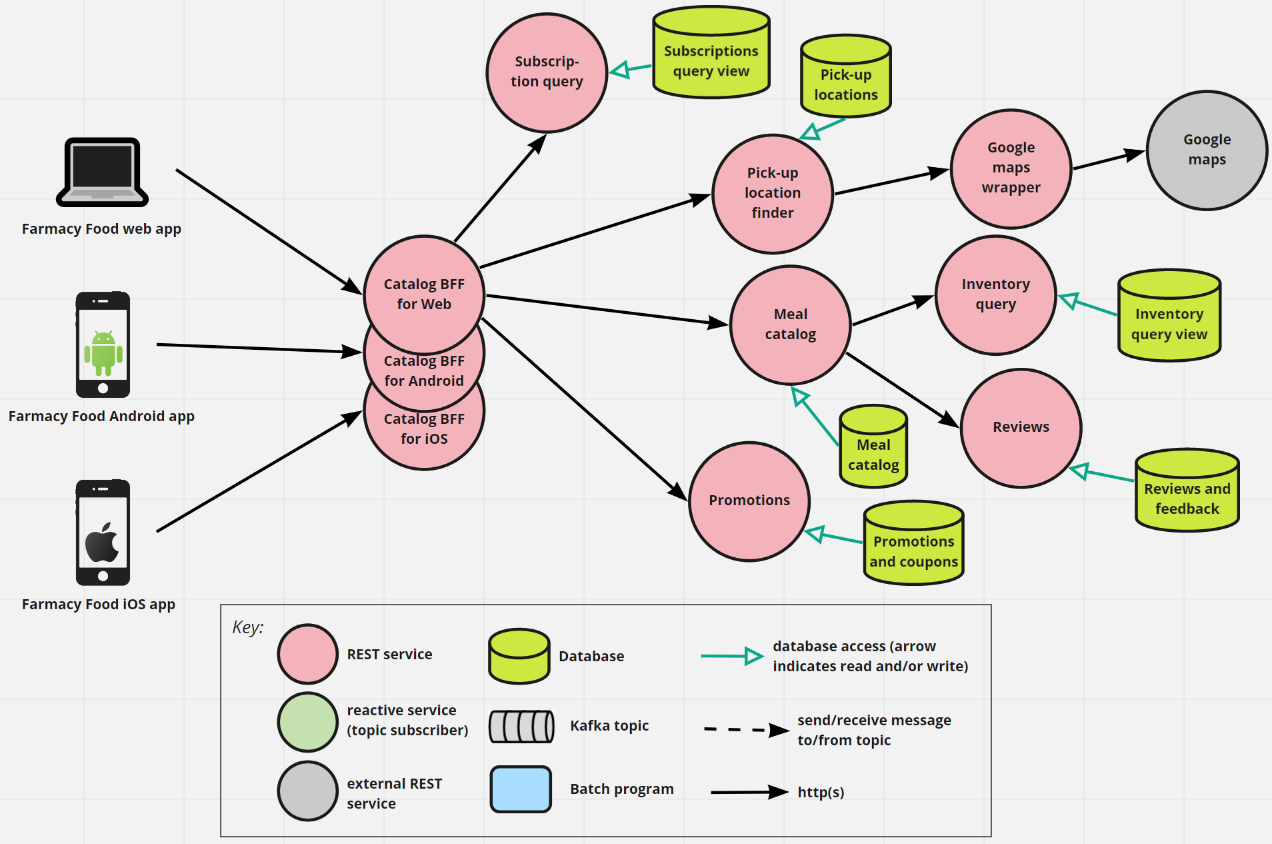 Subscrip-
tion query
Subscriptions
query view
Pick-up
locations
Google
maps
wrapper
Google
maps
Pick-up
location
finder
Farmacy Food web app
Catalog BFF
for Web
Inventory
query
Inventory
query view
Meal
catalog
Catalog BFF
for Android
Farmacy Food Android app
Catalog BFF
for iOS
Meal
catalog
Reviews
Reviews and
feedback
Promotions
Promotions
and coupons
Farmacy Food iOS app
Key:
REST service
Database
database access (arrow
indicates read and/or write)
reactive service
(topic subscriber)
Kafka topic
send/receive message
to/from topic
external REST
service
Batch program
http(s)